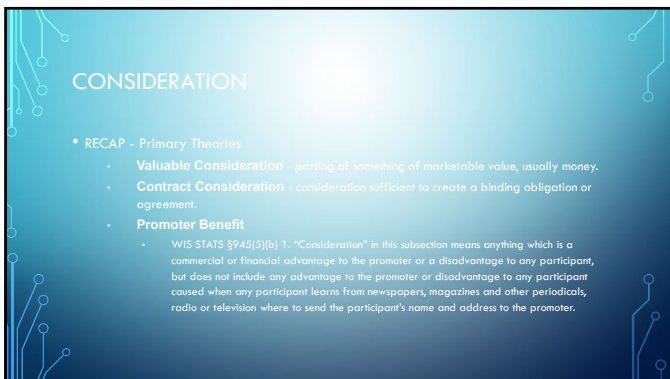 CONSIDERATION
• RECAP - Primary Theories
• Valuable Consideration - parting of something of marketable value, usually money.
• Contract Consideration - consideration sufficient to create a binding obligation or
agreement.
• Promoter Benefit
• WIS STATS §945(5)(b) 1. "Consideration" in this subsection means anything which is a
commercial or financial advantage to the promoter or a disadvantage to any participant,
but does not include any advantage to the promoter or disadvantage to any participant
caused when any participant learns from newspapers, magazines and other periodicals,
radio or television where to send the participant's name and address to the promoter.